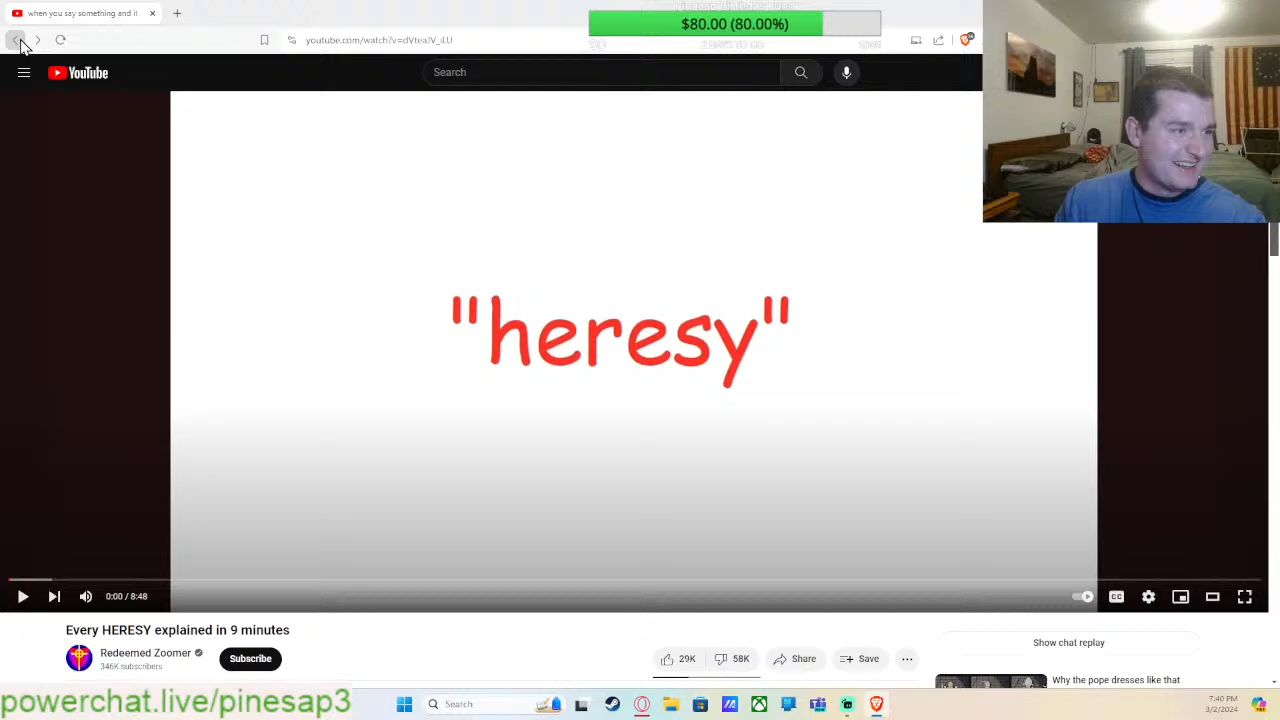 when you say something and it
$80.00 (80.00%)
youtube.com/watch?v=dVteaJV_iLU
YouTube
Search
"heresy"
0:00 / 8:48
CC
Every HERESY explained in 9 minutes
Redeemed Zoomer
346K subscribers
Subscribe
29K
58K
Share
Save
Show chat replay
Why the pope dresses like that
powerchat.live/pinesap3
Search
7:40 PM
3/2/2024